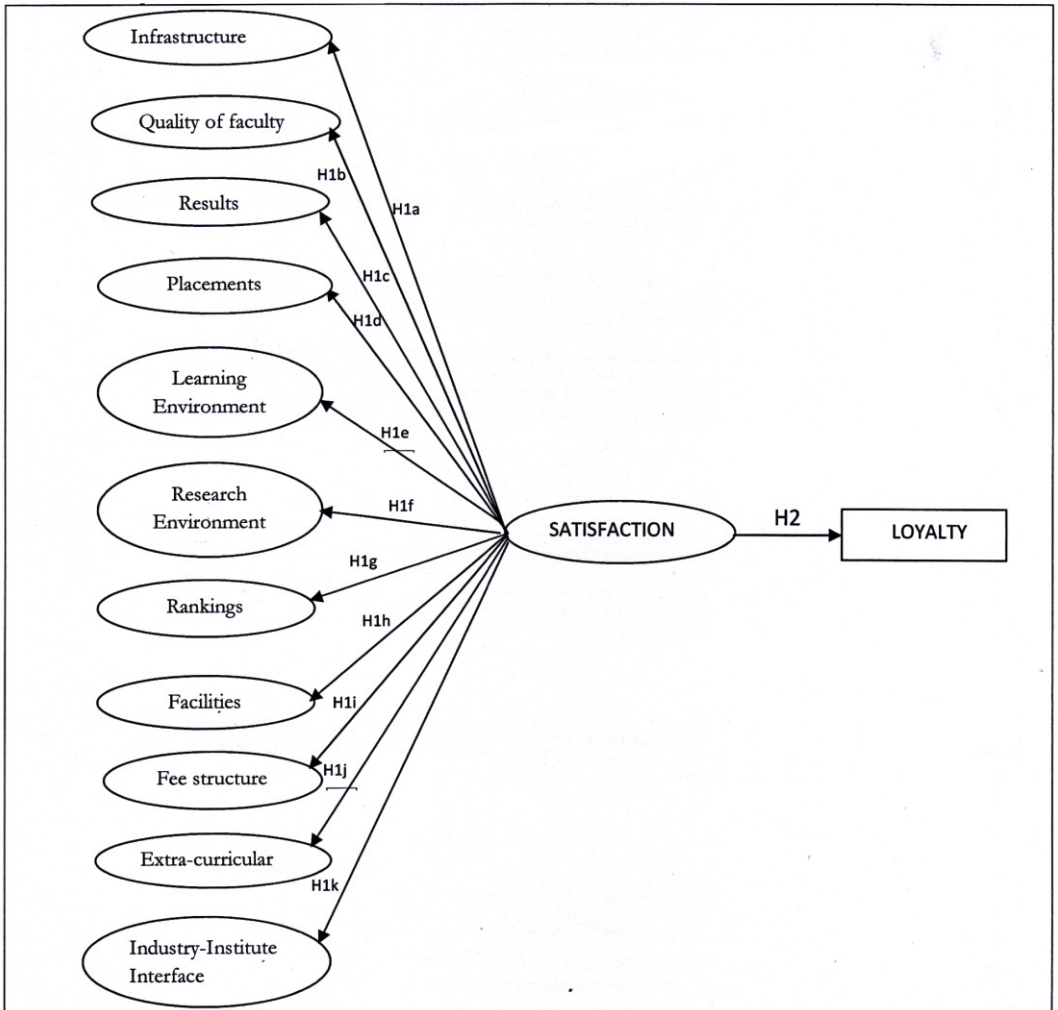 Infrastructure
Quality of faculty
H1b
H1a
Results
H1c
Placements
H1d
Learning
Environment
H1e
Research
Environment
H1f
SATISFACTION
H2
LOYALTY
H1g
Rankings
H1h
Facilities
H1i
Fee structure
H1j
Extra-curricular
H1k
Industry-Institute
Interface